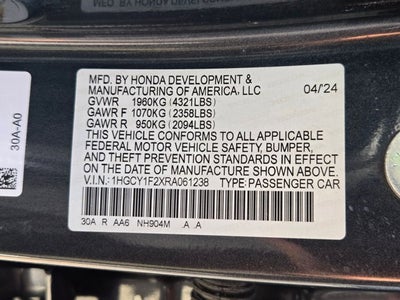 MFD. BY HONDA DEVELOPMENT &
MANUFACTURING OF AMERICA, LLC 04/24
GVWR 1960KG (4321LBS)
GAWR F 1070KG (2358LBS)
GAWR R 950KG (2094LBS)
THIS VEHICLE CONFORMS TO ALL APPLICABLE
FEDERAL MOTOR VEHICLE SAFETY, BUMPER,
AND THEFT PREVENTION STANDARDS IN EFFECT
ON THE DATE OF MANUFACTURE SHOWN ABOVE.
V.I.N.: 1HGCY1F2XRA061238 TYPE: PASSENGER CAR
30A R AA6 NH904M A A
30A-A0